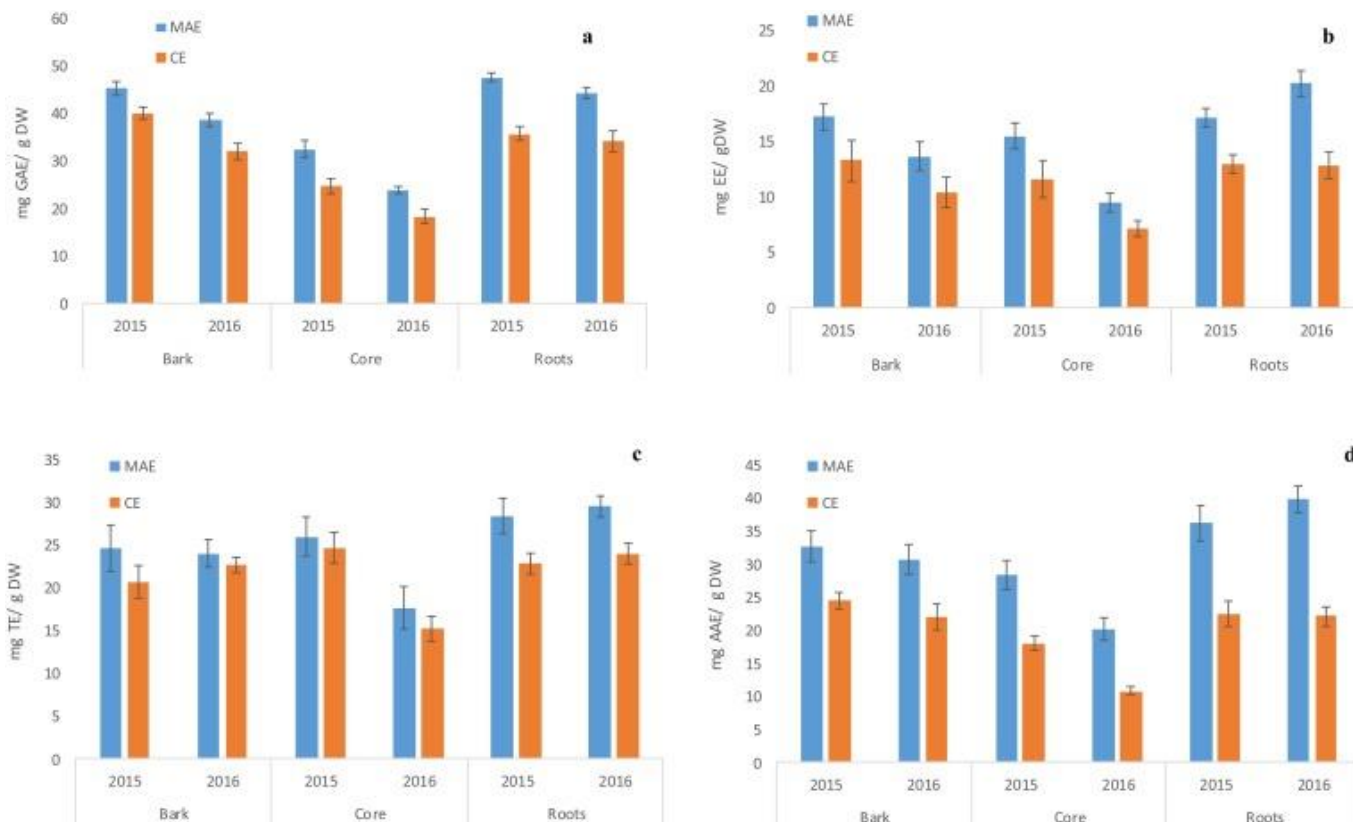 60
50
40
30
20
10
0
mg GAE/ g DW
MAE
CE
a
2015 2016 2015 2016 2015 2016
Bark Core Roots
25
20
15
10
5
0
mg EE/ gDW
MAE
CE
b
2015 2016 2015 2016 2015 2016
Bark Core Roots
35
30
25
20
15
10
5
0
mg TE/ g DW
MAE
CE
c
2015 2016 2015 2016 2015 2016
Bark Core Roots
45
40
35
30
25
20
15
10
5
0
mg AAE/ g DW
MAE
CE
d
2015 2016 2015 2016 2015 2016
Bark Core Roots